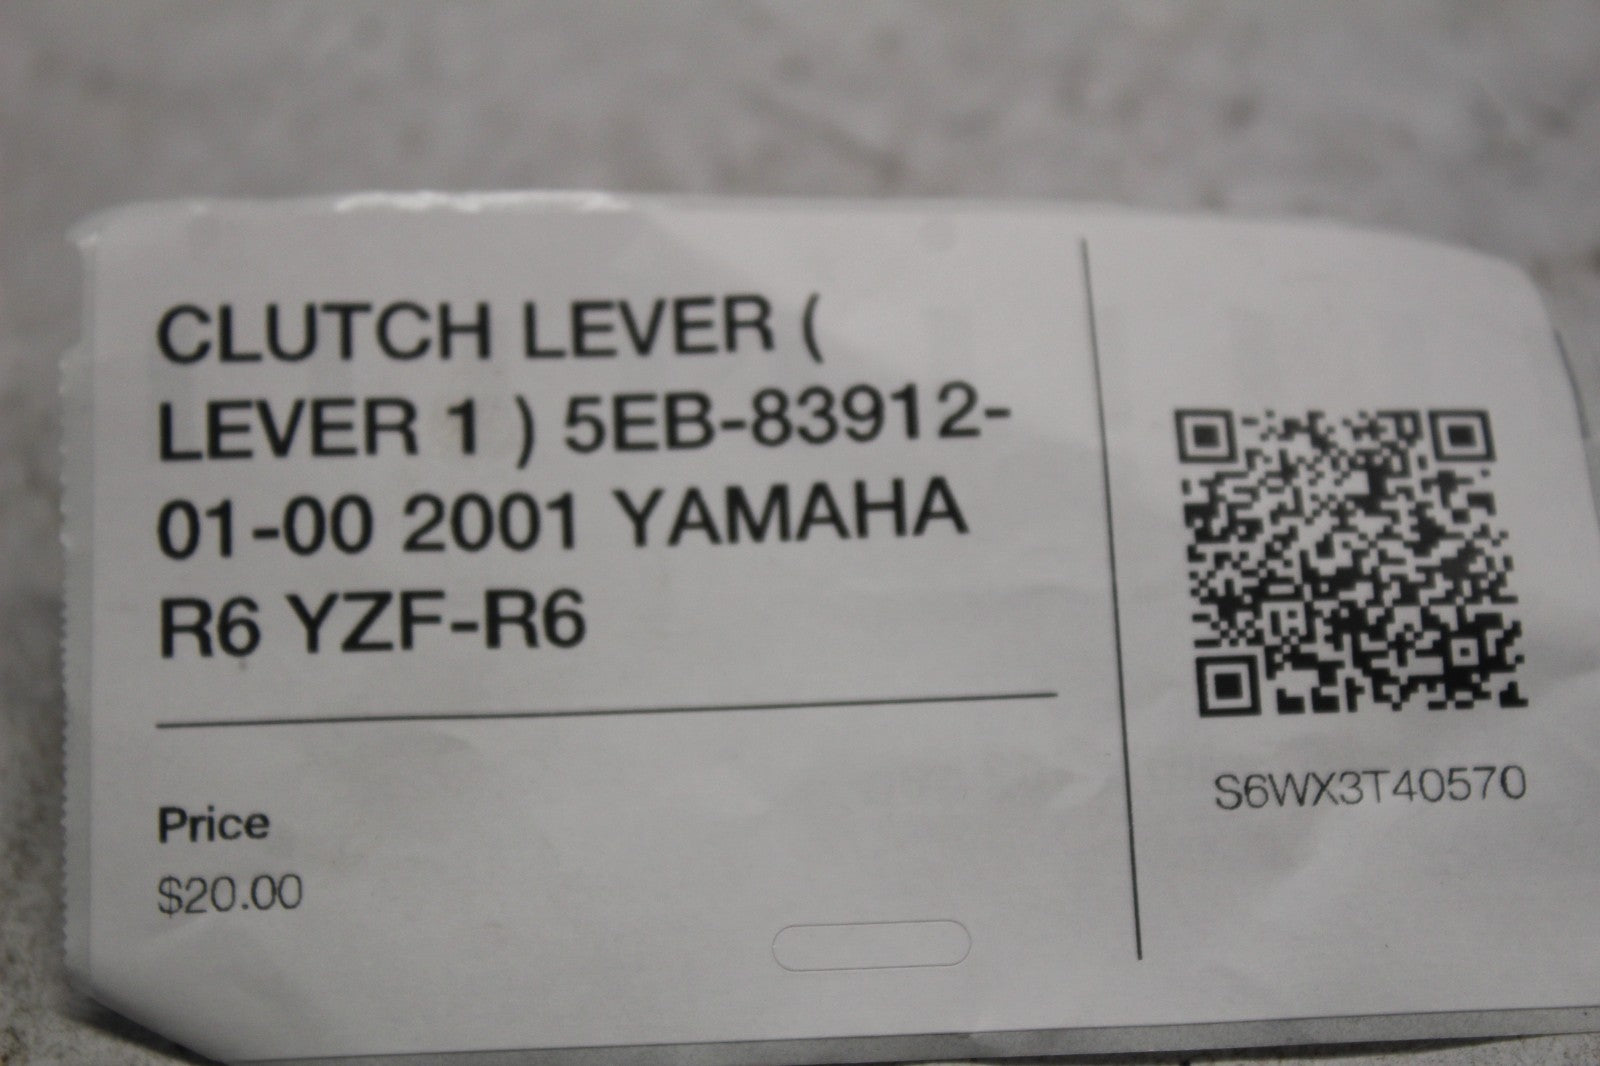 CLUTCH LEVER (
LEVER 1 ) 5EB-83912-
01-00 2001 YAMAHA
R6 YZF-R6
Price
$20.00
S6WX3T40570